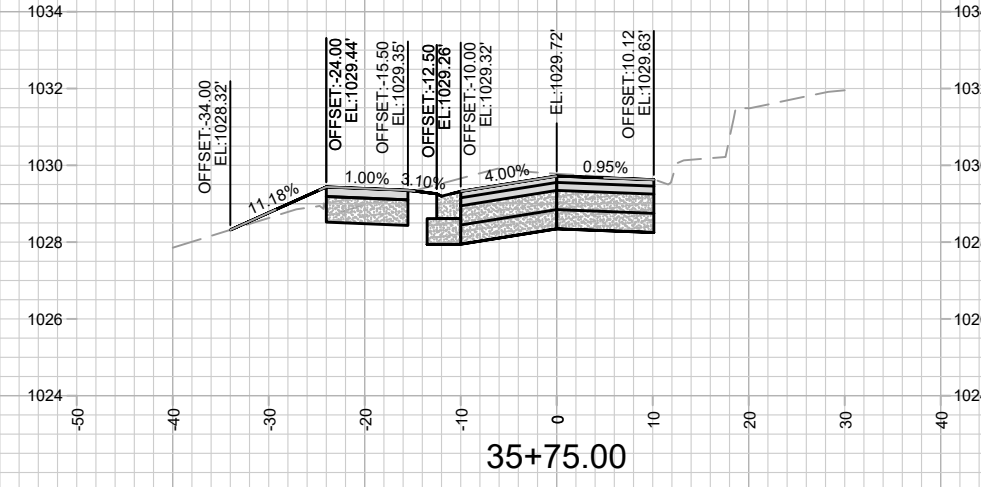 1034
1032
1030
1028
1026
1024
OFFSET:-34.00
EL:1028.32'
OFFSET:-24.00
EL:1029.44'
OFFSET:-15.50
EL:1029.35'
OFFSET:-12.50
EL:1029.26'
OFFSET:-10.00
EL:1029.32'
EL:1029.72'
OFFSET:10.12
EL:1029.63'
11.18%
1.00%
3.10%
4.00%
0.95%
-50
-40
-30
-20
-10
0
10
20
30
40
35+75.00